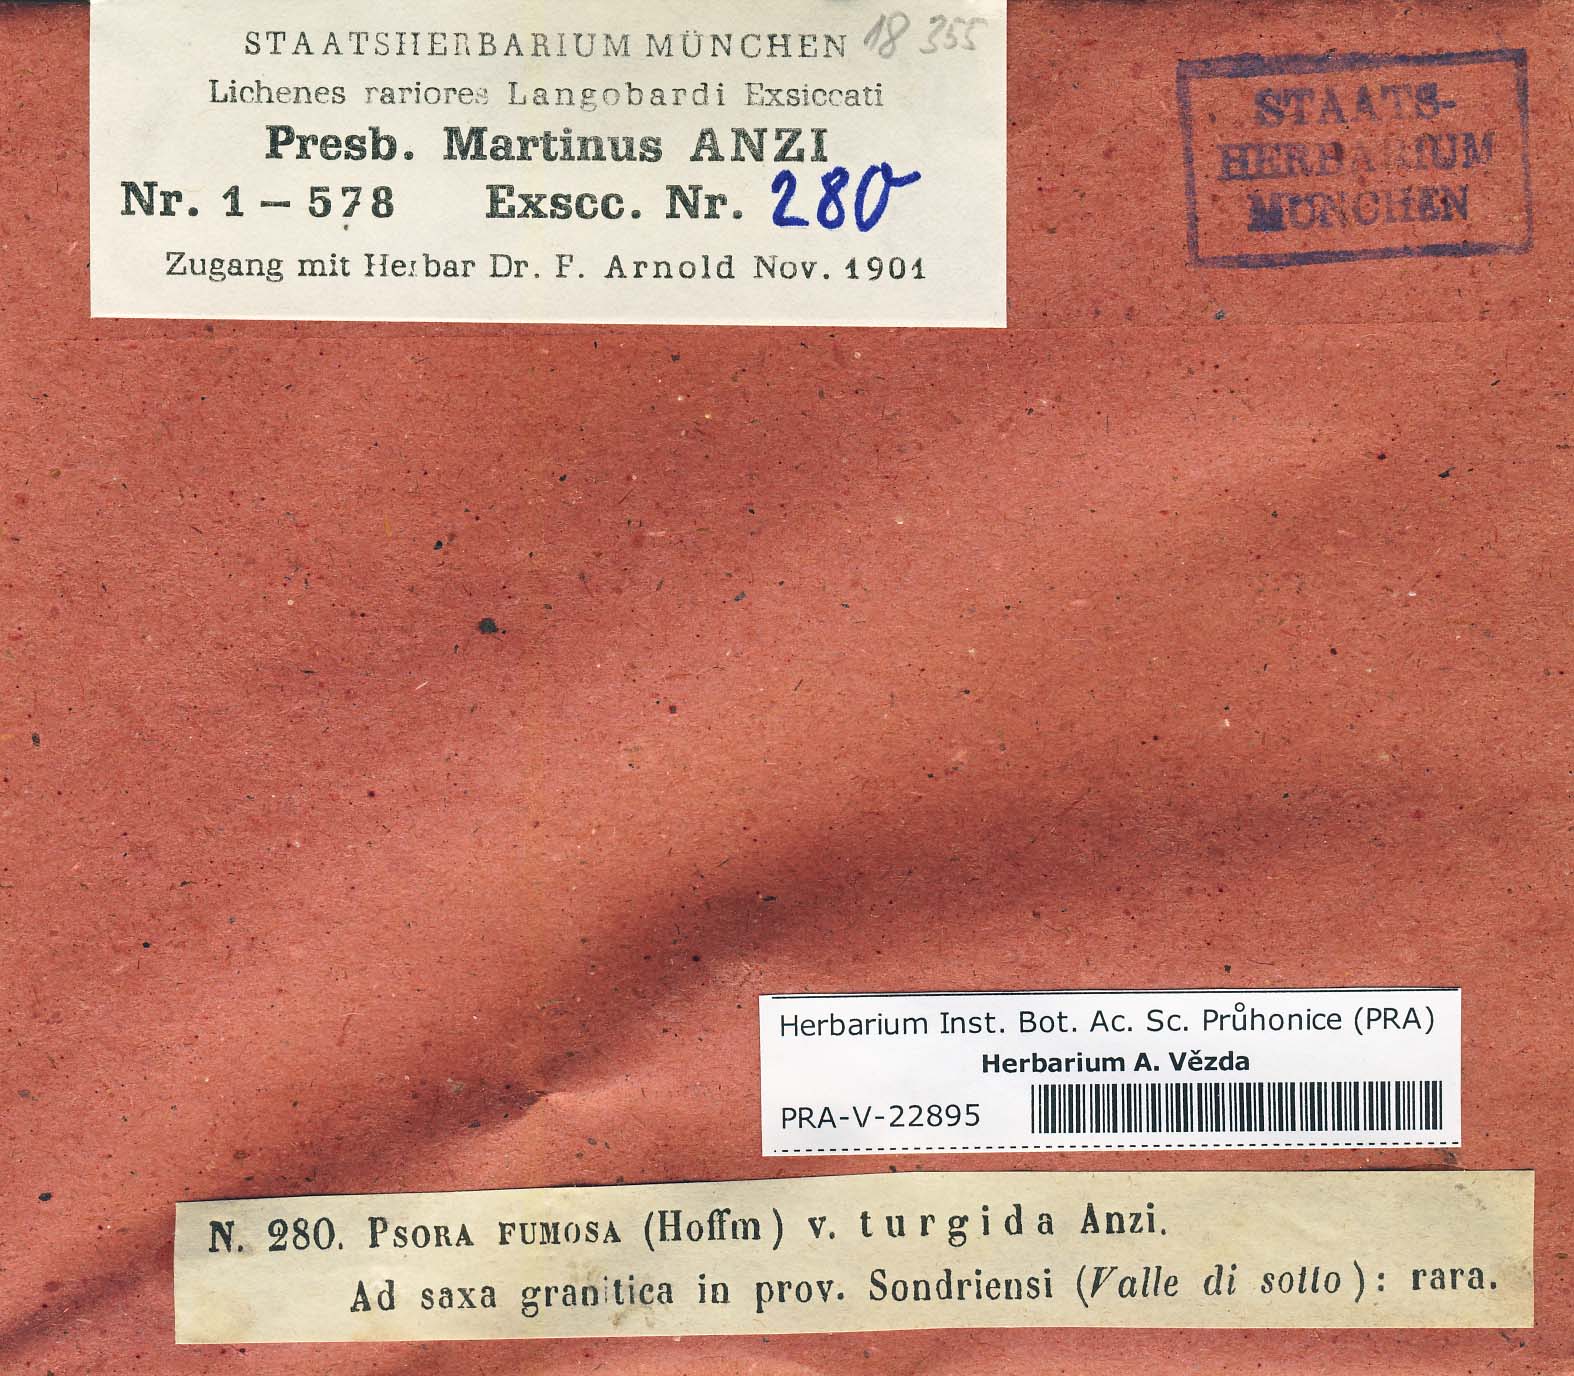 STAATSHERBARIUM MÜNCHEN 18 355
Lichenes rariores Langobardi Exsiccati
Presb. Martinus ANZI
Nr. 1 – 578 Exscc. Nr. 280
Zugang mit Herbar Dr. F. Arnold Nov. 1901
STAATS-
HERBARIUM
MÜNCHEN
Herbarium Inst. Bot. Ac. Sc. Průhonice (PRA)
Herbarium A. Vězda
PRA-V-22895
N. 280. PSORA FUMOSA (Hoffm) v. turgida Anzi.
Ad saxa granitica in prov. Sondriensi (Valle di sotto): rara.